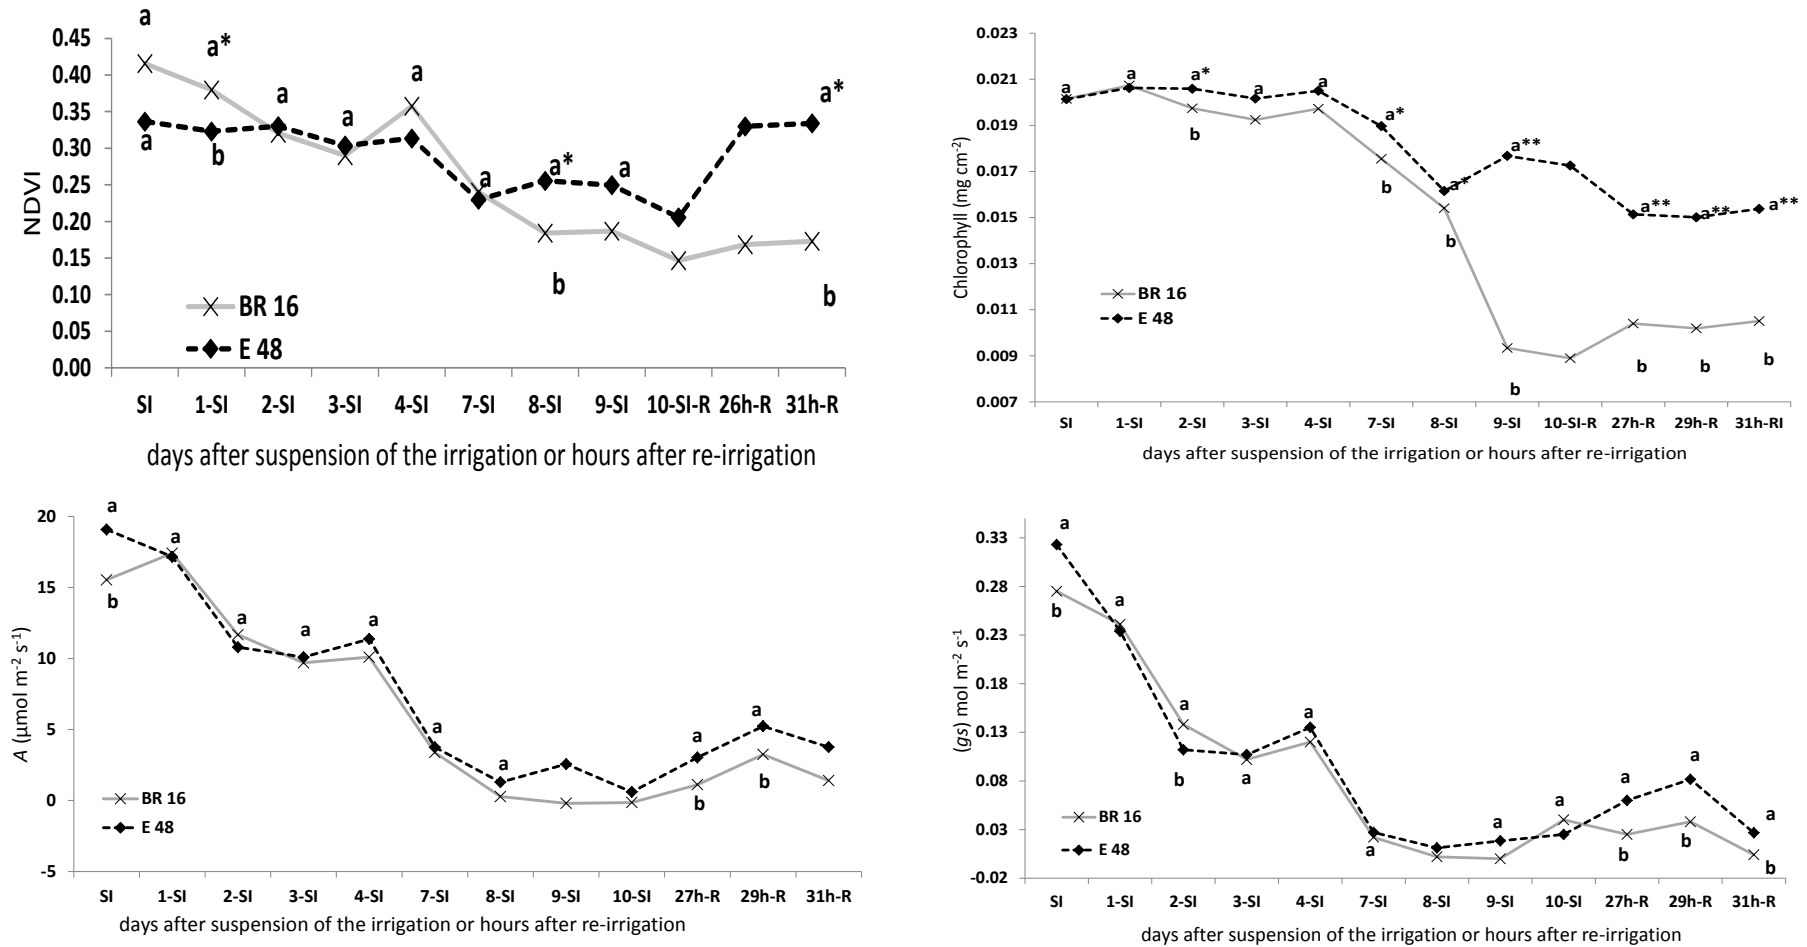 a
a*
0.45
0.40
a
a
a*
0.35
a
0.30
a
b
a
a*
a
0.25
0.20
0.15
0.10
b
b
0.05
0.00
NDVI
BR 16
E 48
SI 1-SI 2-SI 3-SI 4-SI 7-SI 8-SI 9-SI 10-SI-R 26h-R 31h-R
days after suspension of the irrigation or hours after re-irrigation
0.023
0.021
0.019
0.017
0.015
0.013
0.011
0.009
0.007
Chlorophyll (mg cm-2)
a a a* a a a* a* a** a** a** a**
b b b b b b b
BR 16
E 48
SI 1-SI 2-SI 3-SI 4-SI 7-SI 8-SI 9-SI 10-SI-R 27h-R 29h-R 31h-RI
days after suspension of the irrigation or hours after re-irrigation
20
15
10
5
0
-5
A (µmol m-2 s-1)
a a a a a a a a a
b b b
BR 16
E 48
SI 1-SI 2-SI 3-SI 4-SI 7-SI 8-SI 9-SI 10-SI 27h-R 29h-R 31h-R
days after suspension of the irrigation or hours after re-irrigation
0.33
0.28
0.23
0.18
0.13
0.08
0.03
-0.02
(gs) mol m-2 s-1
a a a a a a a a a
b b a a b b b
BR 16
E 48
SI 1-SI 2-SI 3-SI 4-SI 7-SI 8-SI 9-SI 10-SI 27h-R 29h-R 31h-R
days after suspension of the irrigation or hours after re-irrigation